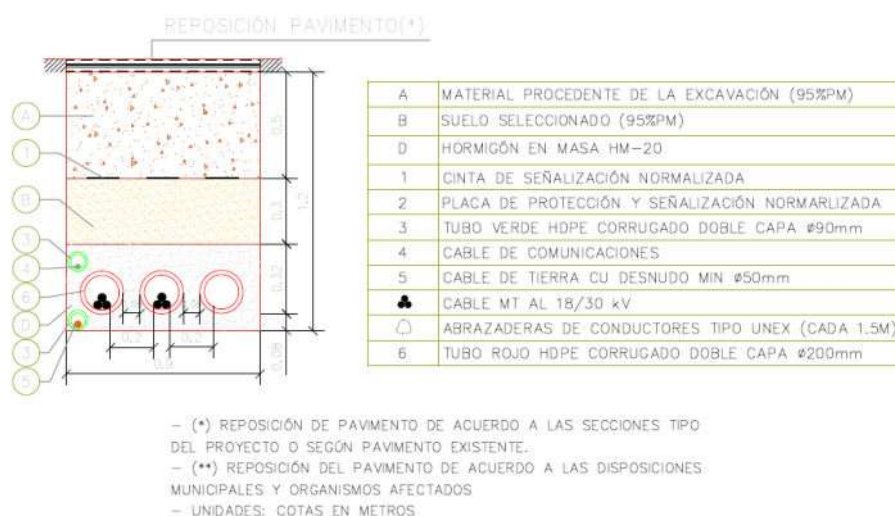 REPOSICIÓN PAVIMENTO(*)
A
1
B
3
4
6
D
3
5
0,5
0,3
0,32
0,08
1,2
0,2
0,2
0,9
A MATERIAL PROCEDENTE DE LA EXCAVACIÓN (95%PM)
B SUELO SELECCIONADO (95%PM)
D HORMIGÓN EN MASA HM-20
1 CINTA DE SEÑALIZACIÓN NORMALIZADA
2 PLACA DE PROTECCIÓN Y SEÑALIZACIÓN NORMARLIZADA
3 TUBO VERDE HDPE CORRUGADO DOBLE CAPA ø90mm
4 CABLE DE COMUNICACIONES
5 CABLE DE TIERRA CU DESNUDO MIN ø50mm
CABLE MT AL 18/30 kV
ABRAZADERAS DE CONDUCTORES TIPO UNEX (CADA 1.5M)
6 TUBO ROJO HDPE CORRUGADO DOBLE CAPA ø200mm
- (*) REPOSICIÓN DE PAVIMENTO DE ACUERDO A LAS SECCIONES TIPO
DEL PROYECTO O SEGÚN PAVIMENTO EXISTENTE.
- (**) REPOSICIÓN DEL PAVIMENTO DE ACUERDO A LAS DISPOSICIONES
MUNICIPALES Y ORGANISMOS AFECTADOS
- UNIDADES: COTAS EN METROS